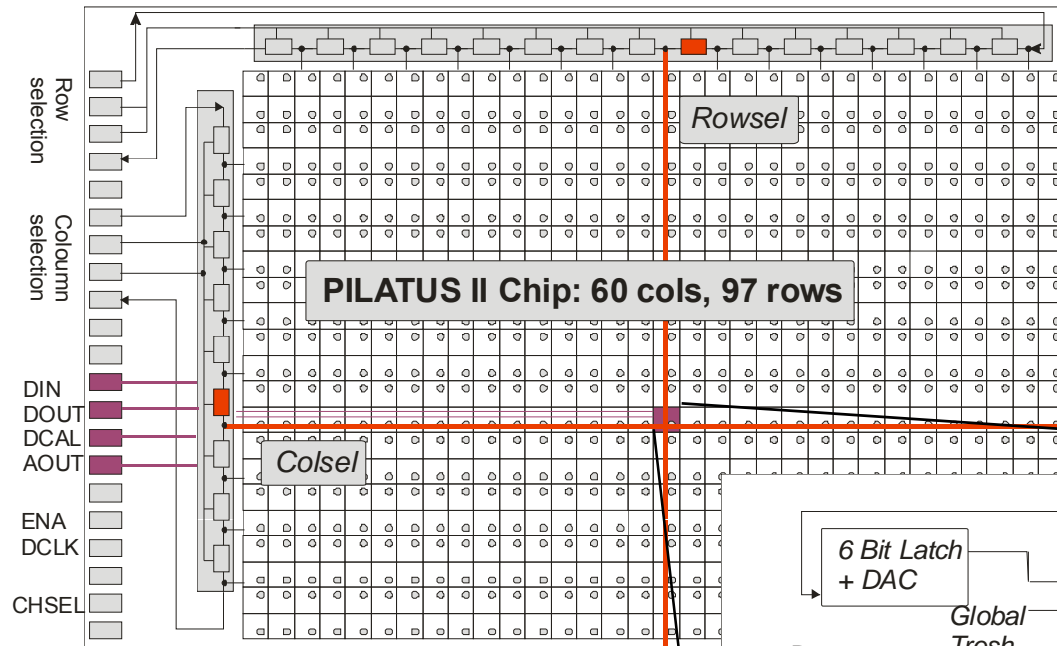 Row
selection
Rowsel
Coloumn
selection
PILATUS II Chip: 60 cols, 97 rows
DIN
DOUT
DCAL
AOUT
Colsel
ENA
DCLK
CHSEL
6 Bit Latch
+ DAC
Global
Tresh